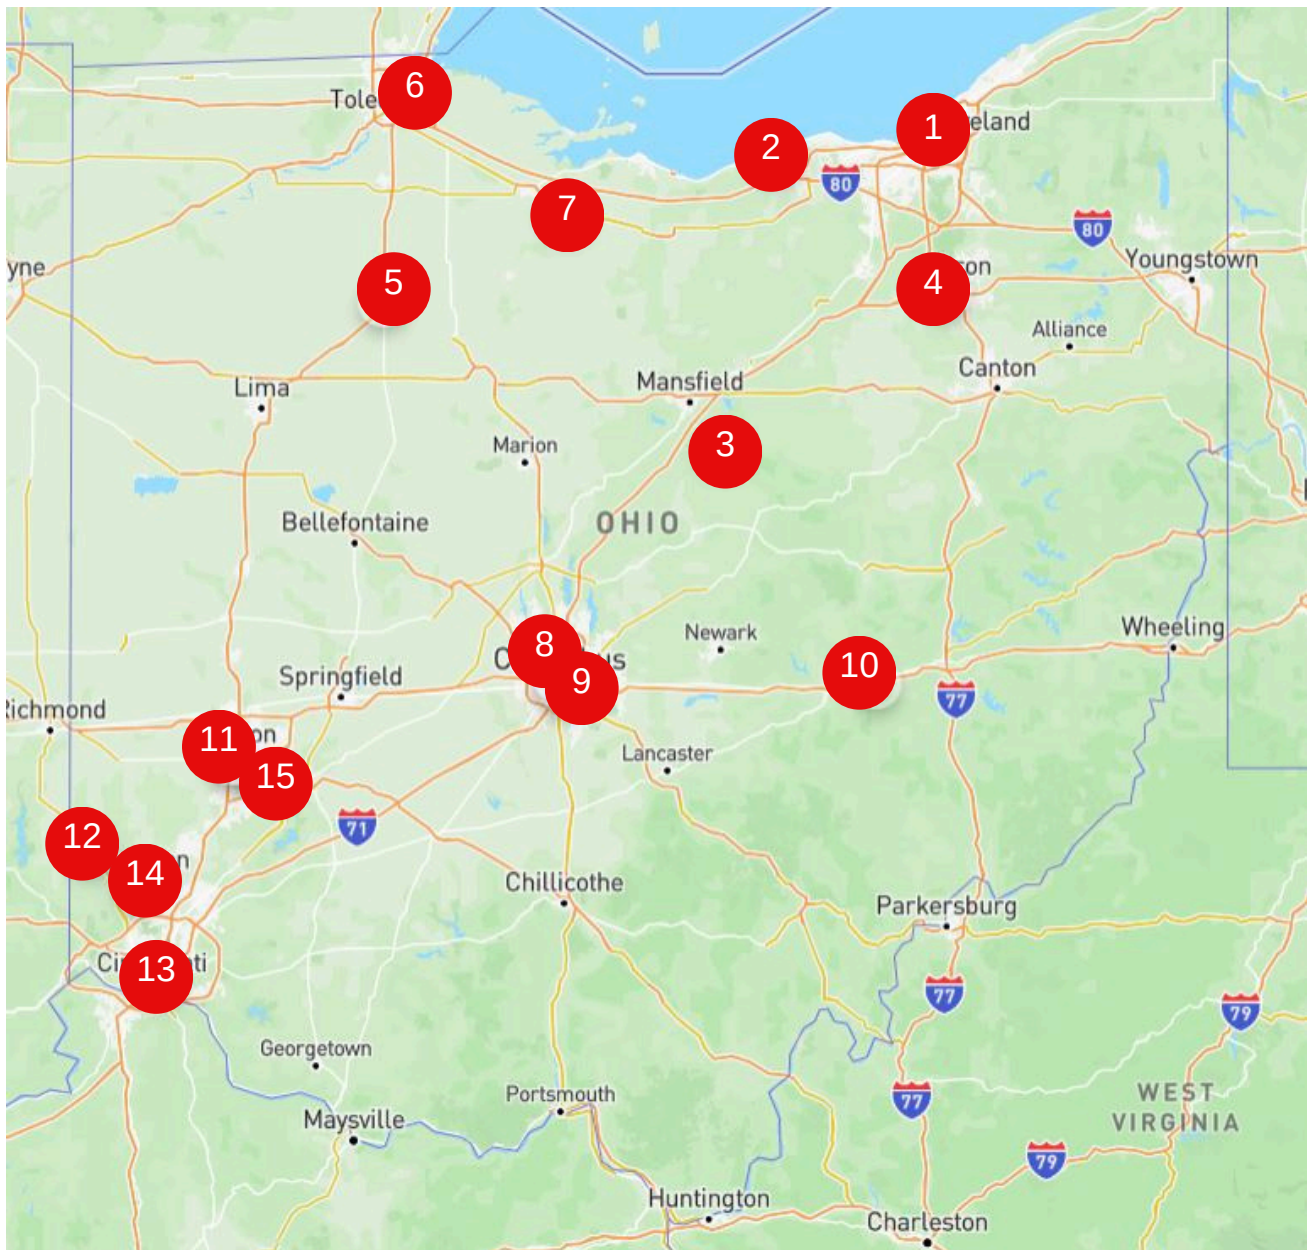 6
Tole
1
eland
2
80
7
80
yne
5
4
on
Youngstown
Alliance
Lima
Mansfield
Canton
Marion
3
OHIO
Bellefontaine
8
C
us
Newark
Wheeling
9
10
Springfield
77
Richmond
11
on
15
Lancaster
71
12
14
n
Chillicothe
Parkersburg
Ci
13
ti
77
79
Georgetown
Portsmouth
77
WEST
VIRGINIA
Maysville
79
Huntington
Charleston